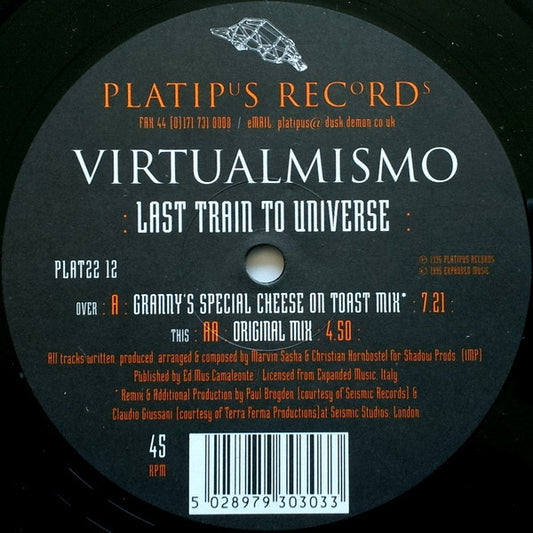 PLATIPUS RECORDS
FAX 44 (0)171 731 0008 / eMAIL platipus@ dusk.demon.co.uk
VIRTUALMISMO
: LAST TRAIN TO UNIVERSE :
PLAT22 12
℗ 1996 PLATIPUS RECORDS
© 1995 EXPANDED MUSIC
OVER : A : GRANNY'S SPECIAL CHEESE ON TOAST MIX* : 7.21 :
THIS : AA : ORIGINAL MIX : 4.50 :
All tracks written, produced, arranged & composed by Marvin Sasha & Christian Hornbostel for Shadow Prods. (IMP)
Published by Ed Mus Camaleonte. Licensed from Expanded Music, Italy
* Remix & Additional Production by Paul Brogden (courtesy of Seismic Records) &
Claudio Giussani (courtesy of Terra Ferma Productions)at Seismic Studios, London.
45
RPM
5 028979 303033